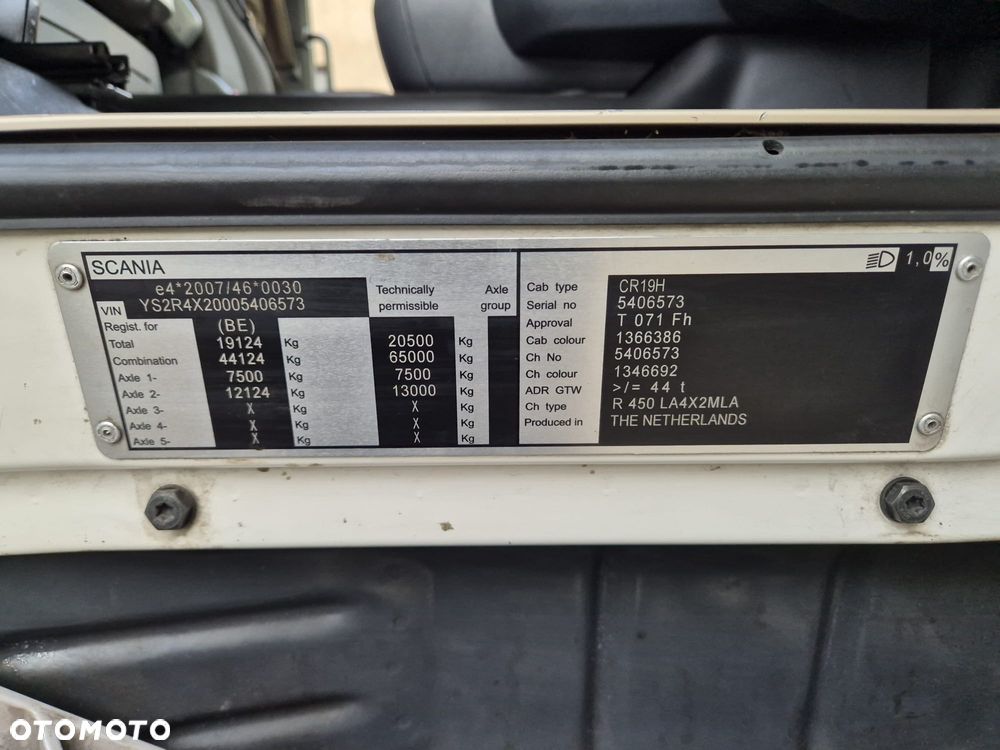 SCANIA
e4*2007/46*0030
VIN YS2R4X20005406573
Technically permissible
Axle group
Regist. for (BE)
Total 19124 Kg 20500 Kg
Combination 44124 Kg 65000 Kg
Axle 1- 7500 Kg 7500 Kg
Axle 2- 12124 Kg 13000 Kg
Axle 3- X Kg X Kg
Axle 4- X Kg X Kg
Axle 5- X Kg X Kg
1,0%
Cab type CR19H
Serial no 5406573
Approval T 071 Fh
Cab colour 1366386
Ch No 5406573
Ch colour 1346692
ADR GTW >/= 44 t
Ch type R 450 LA4X2MLA
Produced in THE NETHERLANDS
OTOMOTO